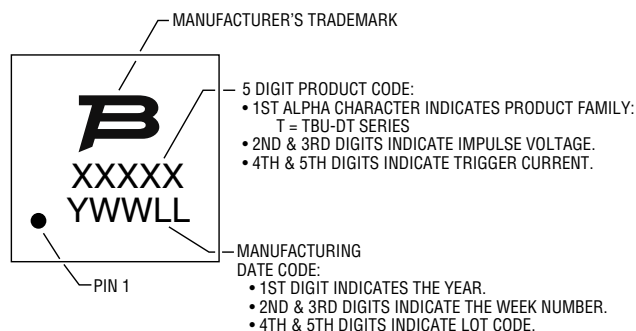 MANUFACTURER'S TRADEMARK
5 DIGIT PRODUCT CODE:
• 1ST ALPHA CHARACTER INDICATES PRODUCT FAMILY:
T = TBU-DT SERIES
• 2ND & 3RD DIGITS INDICATE IMPULSE VOLTAGE.
• 4TH & 5TH DIGITS INDICATE TRIGGER CURRENT.
XXXXX
YWWLL
MANUFACTURING
DATE CODE:
• 1ST DIGIT INDICATES THE YEAR.
• 2ND & 3RD DIGITS INDICATE THE WEEK NUMBER.
• 4TH & 5TH DIGITS INDICATE LOT CODE.
PIN 1